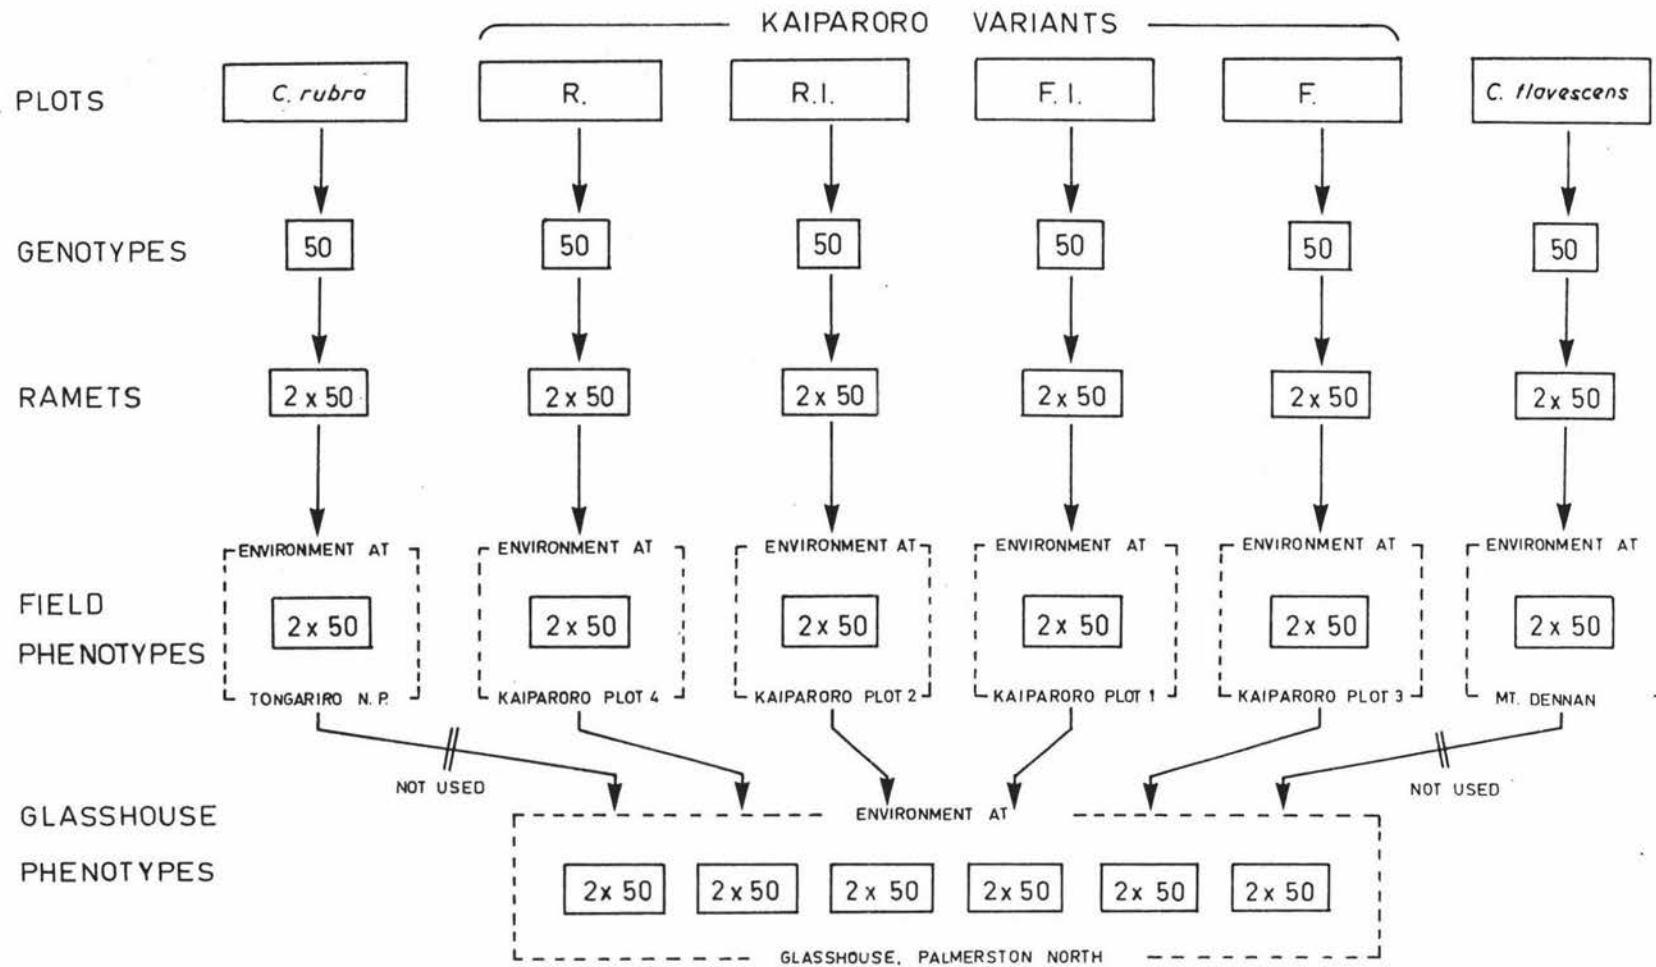 KAIPARORO VARIANTS
PLOTS C. rubra R. R.I. F.I. F. C. flavescens
GENOTYPES 50 50 50 50 50 50
RAMETS 2 x 50 2 x 50 2 x 50 2 x 50 2 x 50 2 x 50
ENVIRONMENT AT ENVIRONMENT AT ENVIRONMENT AT ENVIRONMENT AT ENVIRONMENT AT ENVIRONMENT AT
FIELD
PHENOTYPES
2 x 50 2 x 50 2 x 50 2 x 50 2 x 50 2 x 50
TONGARIRO N.P. KAIPARORO PLOT 4 KAIPARORO PLOT 2 KAIPARORO PLOT 1 KAIPARORO PLOT 3 MT. DENNAN
NOT USED NOT USED
GLASSHOUSE
PHENOTYPES
ENVIRONMENT AT
2 x 50 2 x 50 2 x 50 2 x 50 2 x 50 2 x 50
GLASSHOUSE, PALMERSTON NORTH